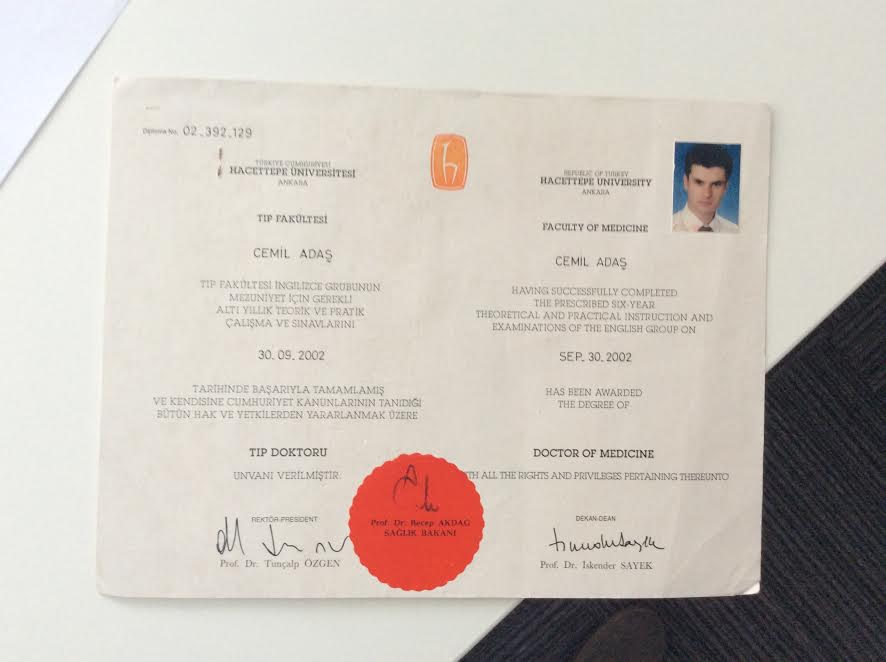 Diploma No. 02.392.129
TÜRKİYE CUMHURİYETİ
HACETTEPE ÜNİVERSİTESİ
ANKARA
TIP FAKÜLTESİ
CEMİL ADAŞ
TIP FAKÜLTESİ İNGİLİZCE GRUBUNUN
MEZUNİYET İÇİN GEREKLİ
ALTI YILLIK TEORİK VE PRATİK
ÇALIŞMA VE SINAVLARINI
30.09.2002
TARİHİNDE BAŞARIYLA TAMAMLAMIŞ
VE KENDİSİNE CUMHURİYET KANUNLARININ TANIDIĞI
BÜTÜN HAK VE YETKİLERDEN YARARLANMAK ÜZERE
TIP DOKTORU
UNVANI VERİLMİŞTİR.
REKTÖR-PRESIDENT
Prof. Dr. Tunçalp ÖZGEN
h
REPUBLIC OF TURKEY
HACETTEPE UNIVERSITY
ANKARA
FACULTY OF MEDICINE
CEMİL ADAŞ
HAVING SUCCESSFULLY COMPLETED
THE PRESCRIBED SIX-YEAR
THEORETICAL AND PRACTICAL INSTRUCTION AND
EXAMINATIONS OF THE ENGLISH GROUP ON
SEP. 30.2002
HAS BEEN AWARDED
THE DEGREE OF
DOCTOR OF MEDICINE
TH ALL THE RIGHTS AND PRIVILEGES PERTAINING THEREUNTO
DEKAN-DEAN
Prof. Dr. İskender SAYEK
Prof. Dr. Recep AKDAĞ
SAĞLIK BAKANI